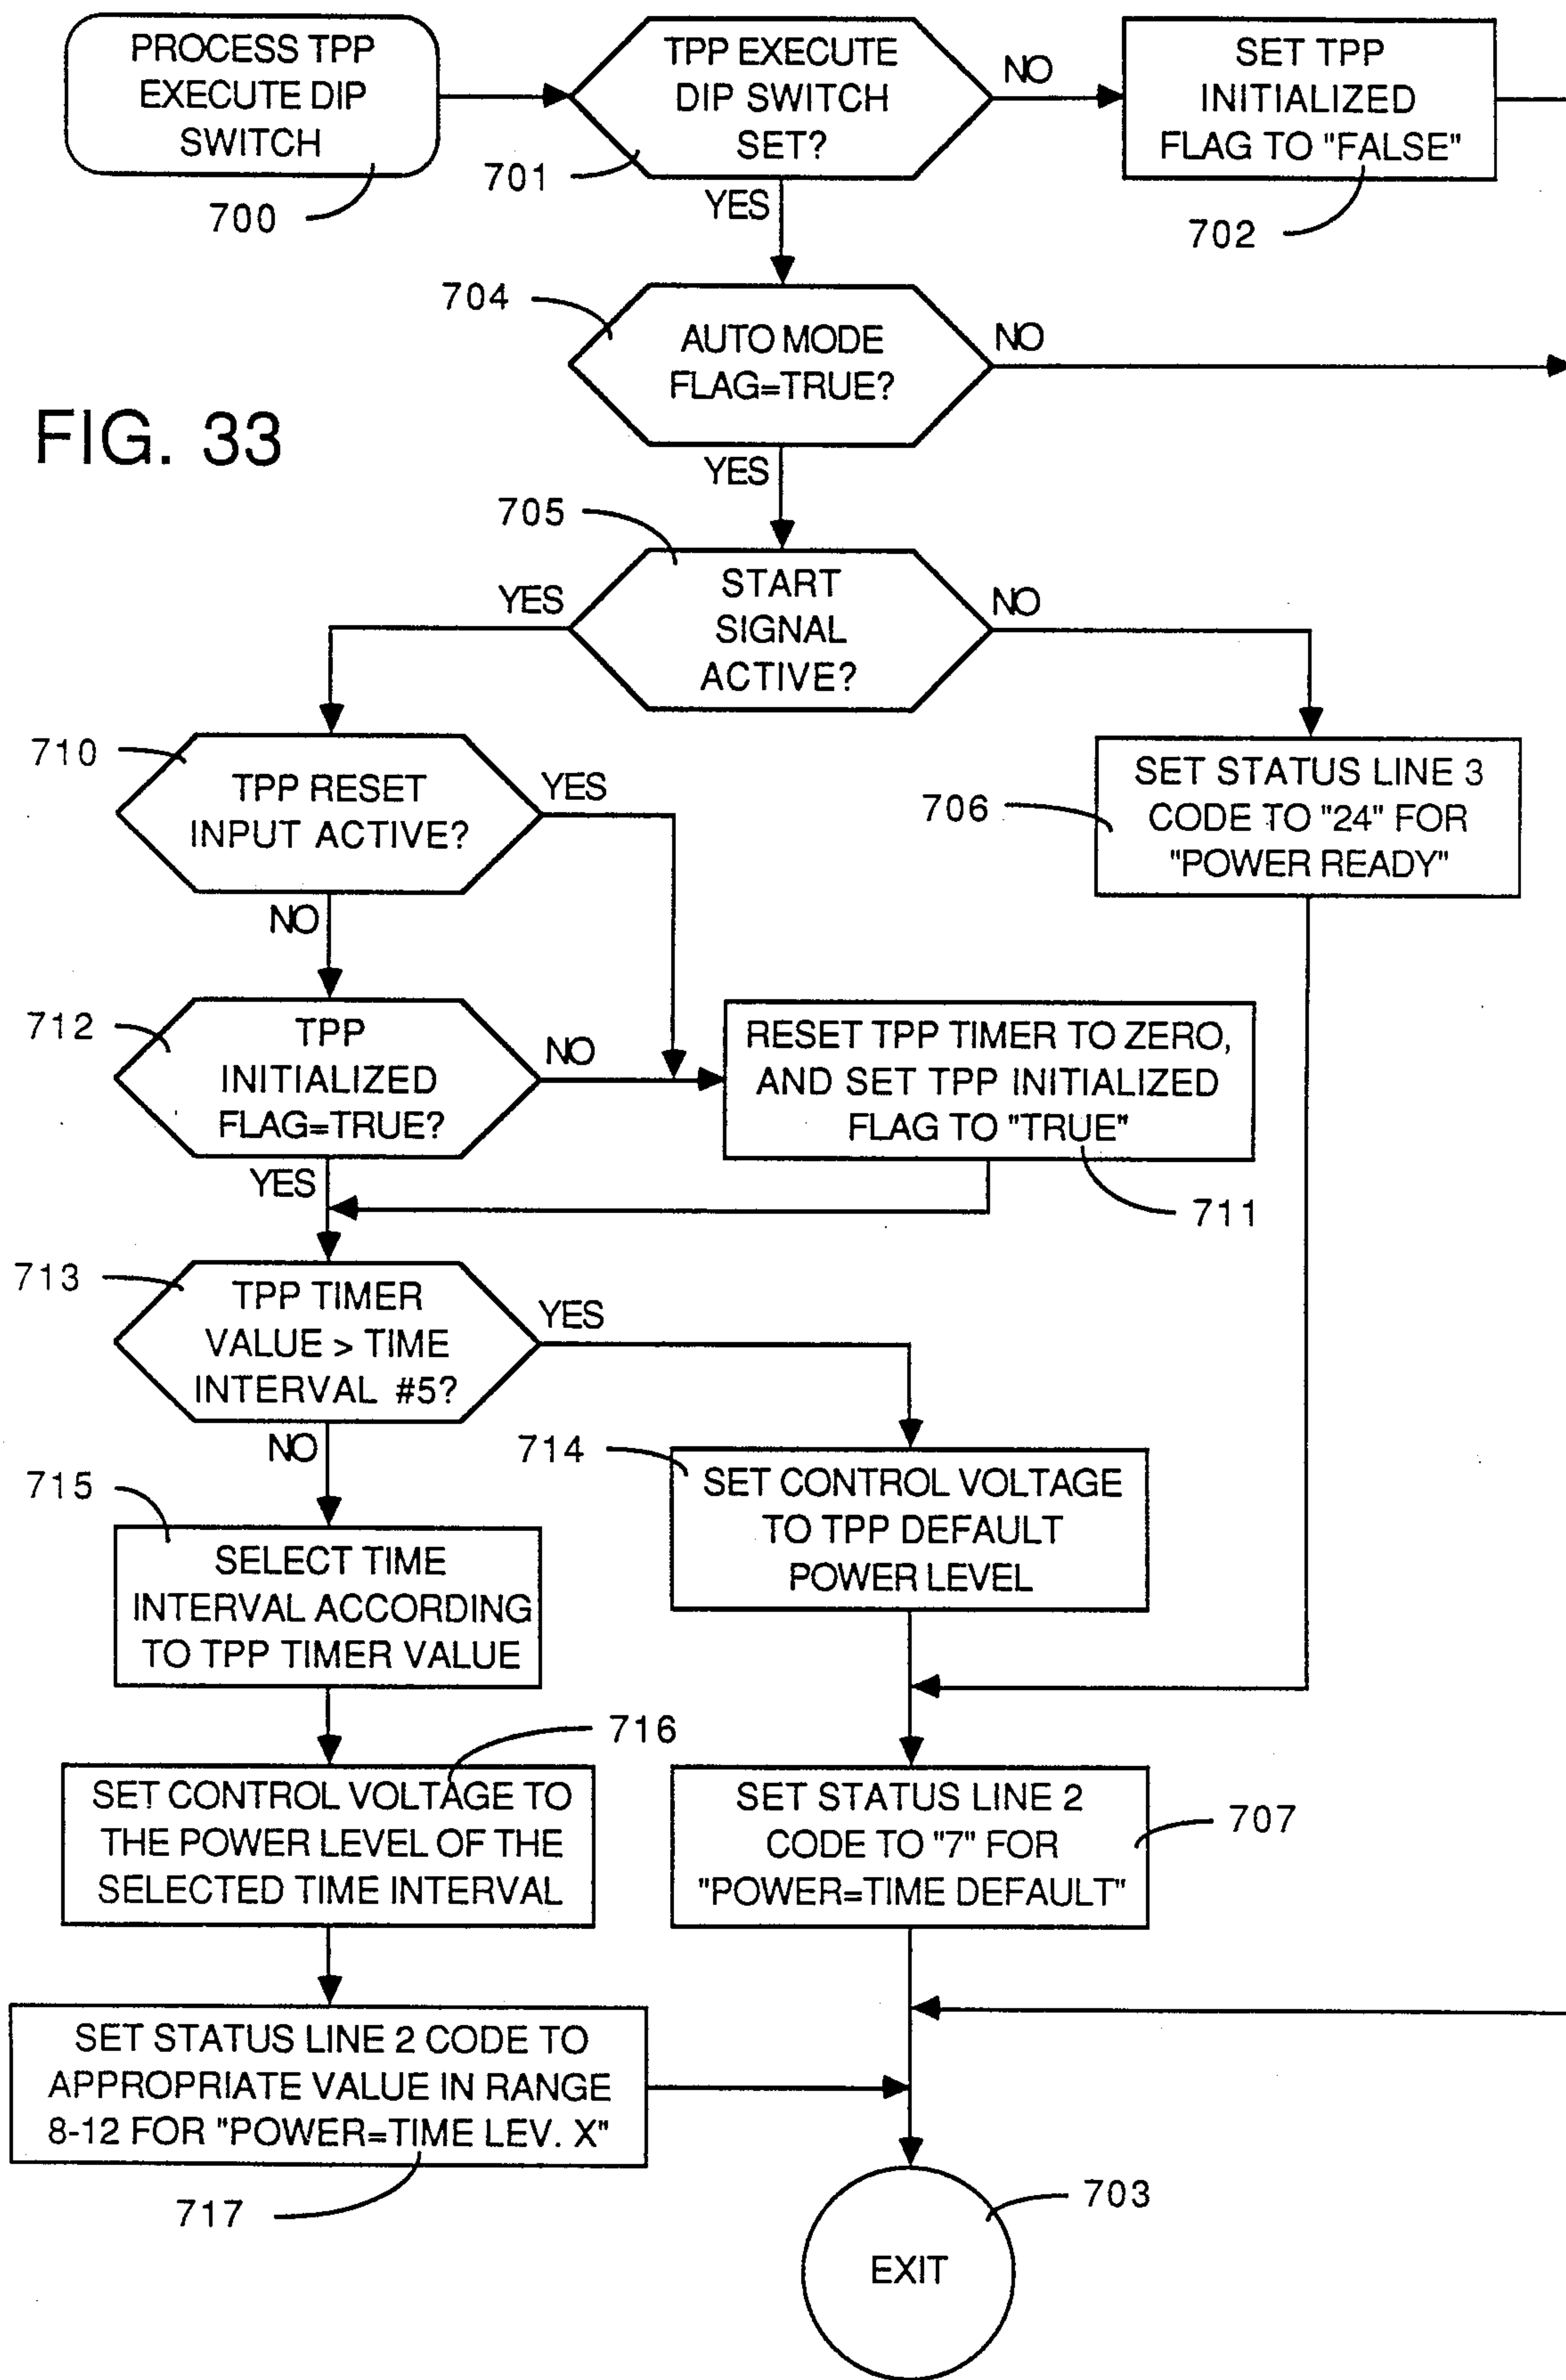 PROCESS TPP
EXECUTE DIP
SWITCH
700
TPP EXECUTE
DIP SWITCH
SET?
701
NO
YES
SET TPP
INITIALIZED
FLAG TO "FALSE"
702
704
AUTO MODE
FLAG=TRUE?
NO
YES
FIG. 33
705
START
SIGNAL
ACTIVE?
YES
NO
710
TPP RESET
INPUT ACTIVE?
YES
NO
706
SET STATUS LINE 3
CODE TO "24" FOR
"POWER READY"
712
TPP
INITIALIZED
FLAG=TRUE?
NO
YES
RESET TPP TIMER TO ZERO,
AND SET TPP INITIALIZED
FLAG TO "TRUE"
711
713
TPP TIMER
VALUE > TIME
INTERVAL #5?
YES
NO
714
SET CONTROL VOLTAGE
TO TPP DEFAULT
POWER LEVEL
715
SELECT TIME
INTERVAL ACCORDING
TO TPP TIMER VALUE
716
SET CONTROL VOLTAGE TO
THE POWER LEVEL OF THE
SELECTED TIME INTERVAL
SET STATUS LINE 2
CODE TO "7" FOR
"POWER=TIME DEFAULT"
707
SET STATUS LINE 2 CODE TO
APPROPRIATE VALUE IN RANGE
8-12 FOR "POWER=TIME LEV. X"
717
703
EXIT